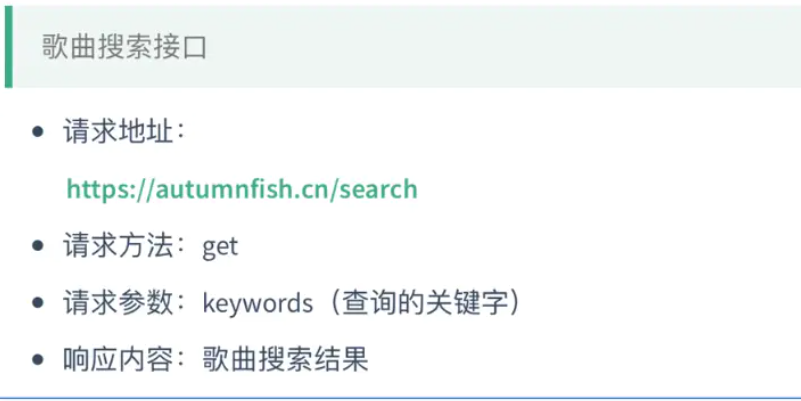 歌曲搜索接口
请求地址：
https://autumnfish.cn/search
请求方法：get
请求参数：keywords（查询的关键字）
响应内容：歌曲搜索结果